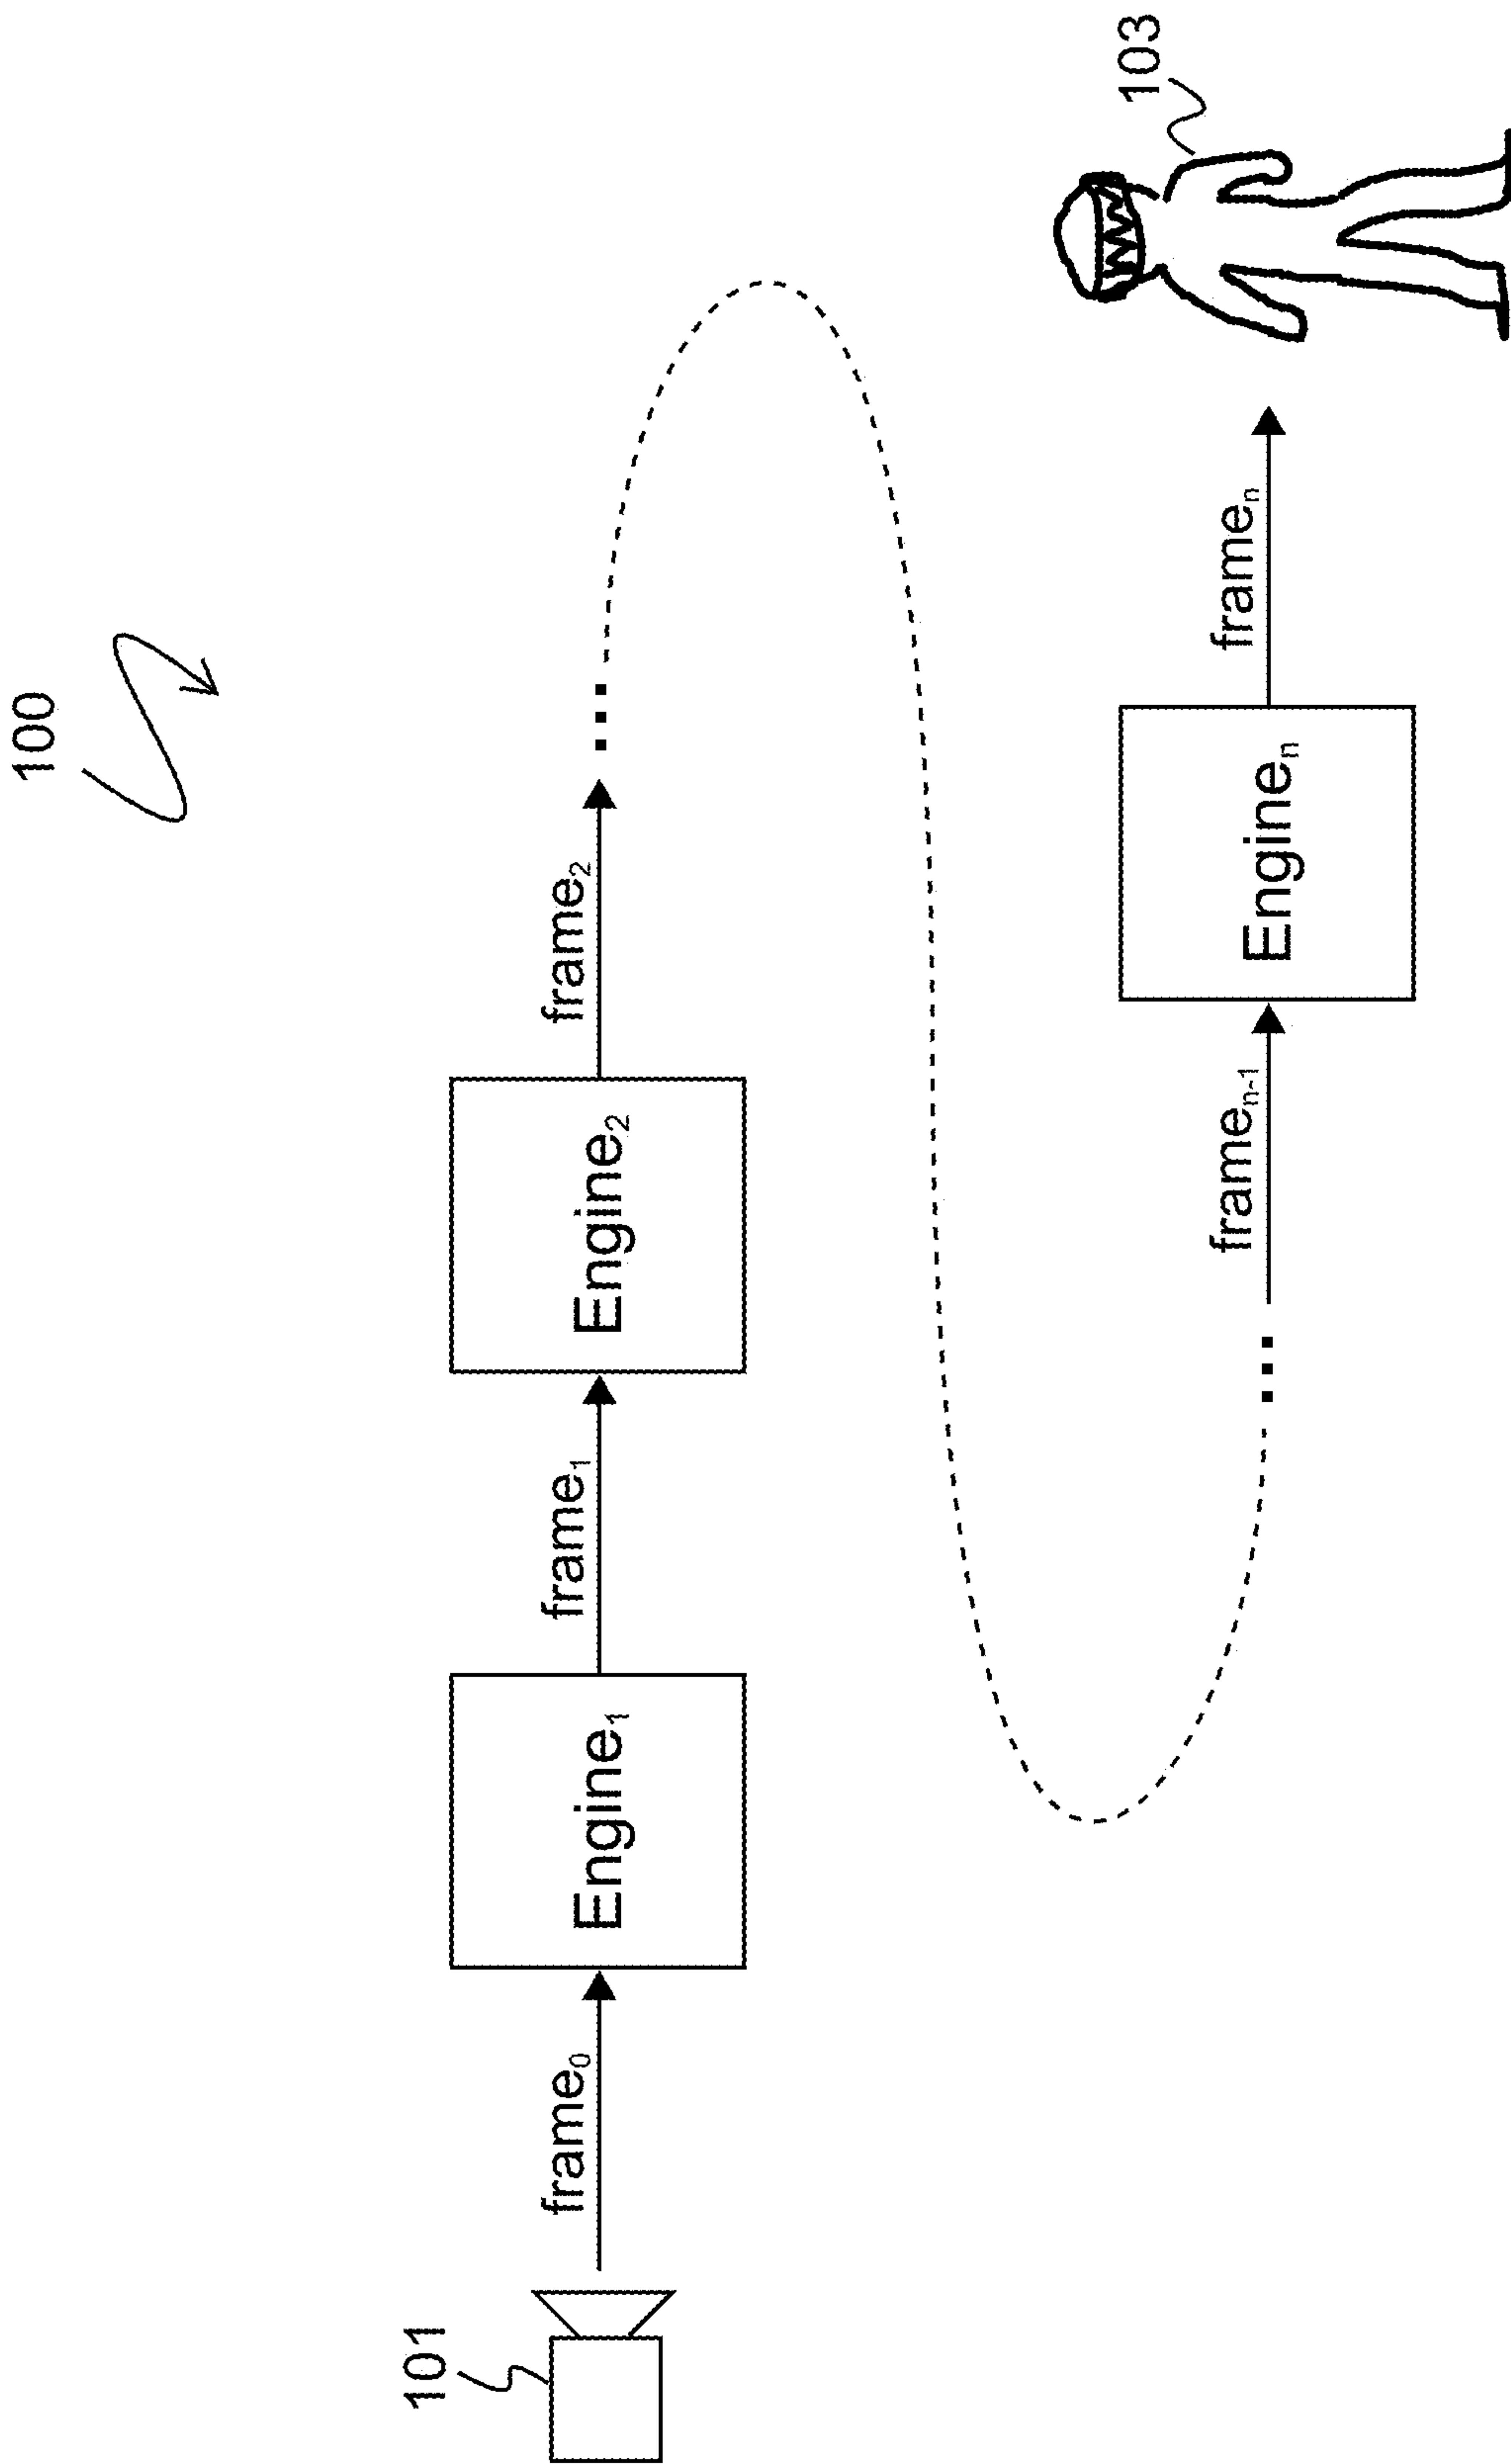 100
101
frame₀
Engine₁
frame₁
Engine₂
frame₂
...
...
frameₙ₋₁
Engineₙ
frameₙ
103